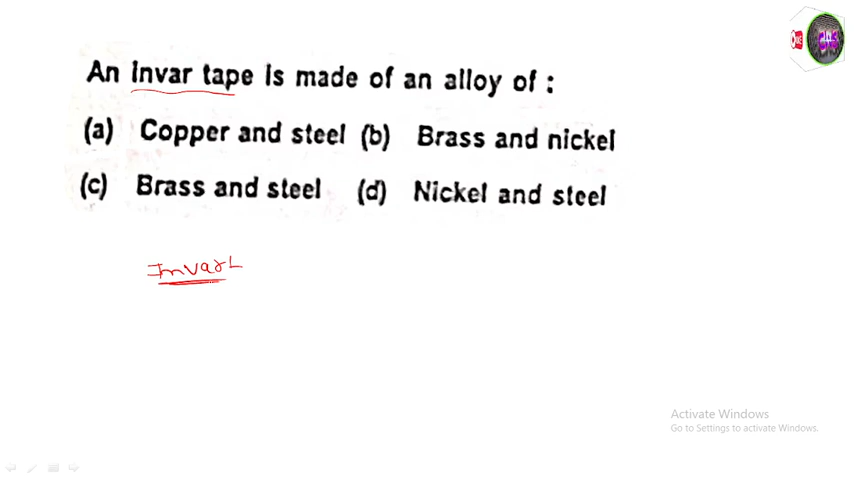 An invar tape is made of an alloy of :
(a) Copper and steel (b) Brass and nickel
(c) Brass and steel (d) Nickel and steel
Invar
Activate Windows
Go to Settings to activate Windows.